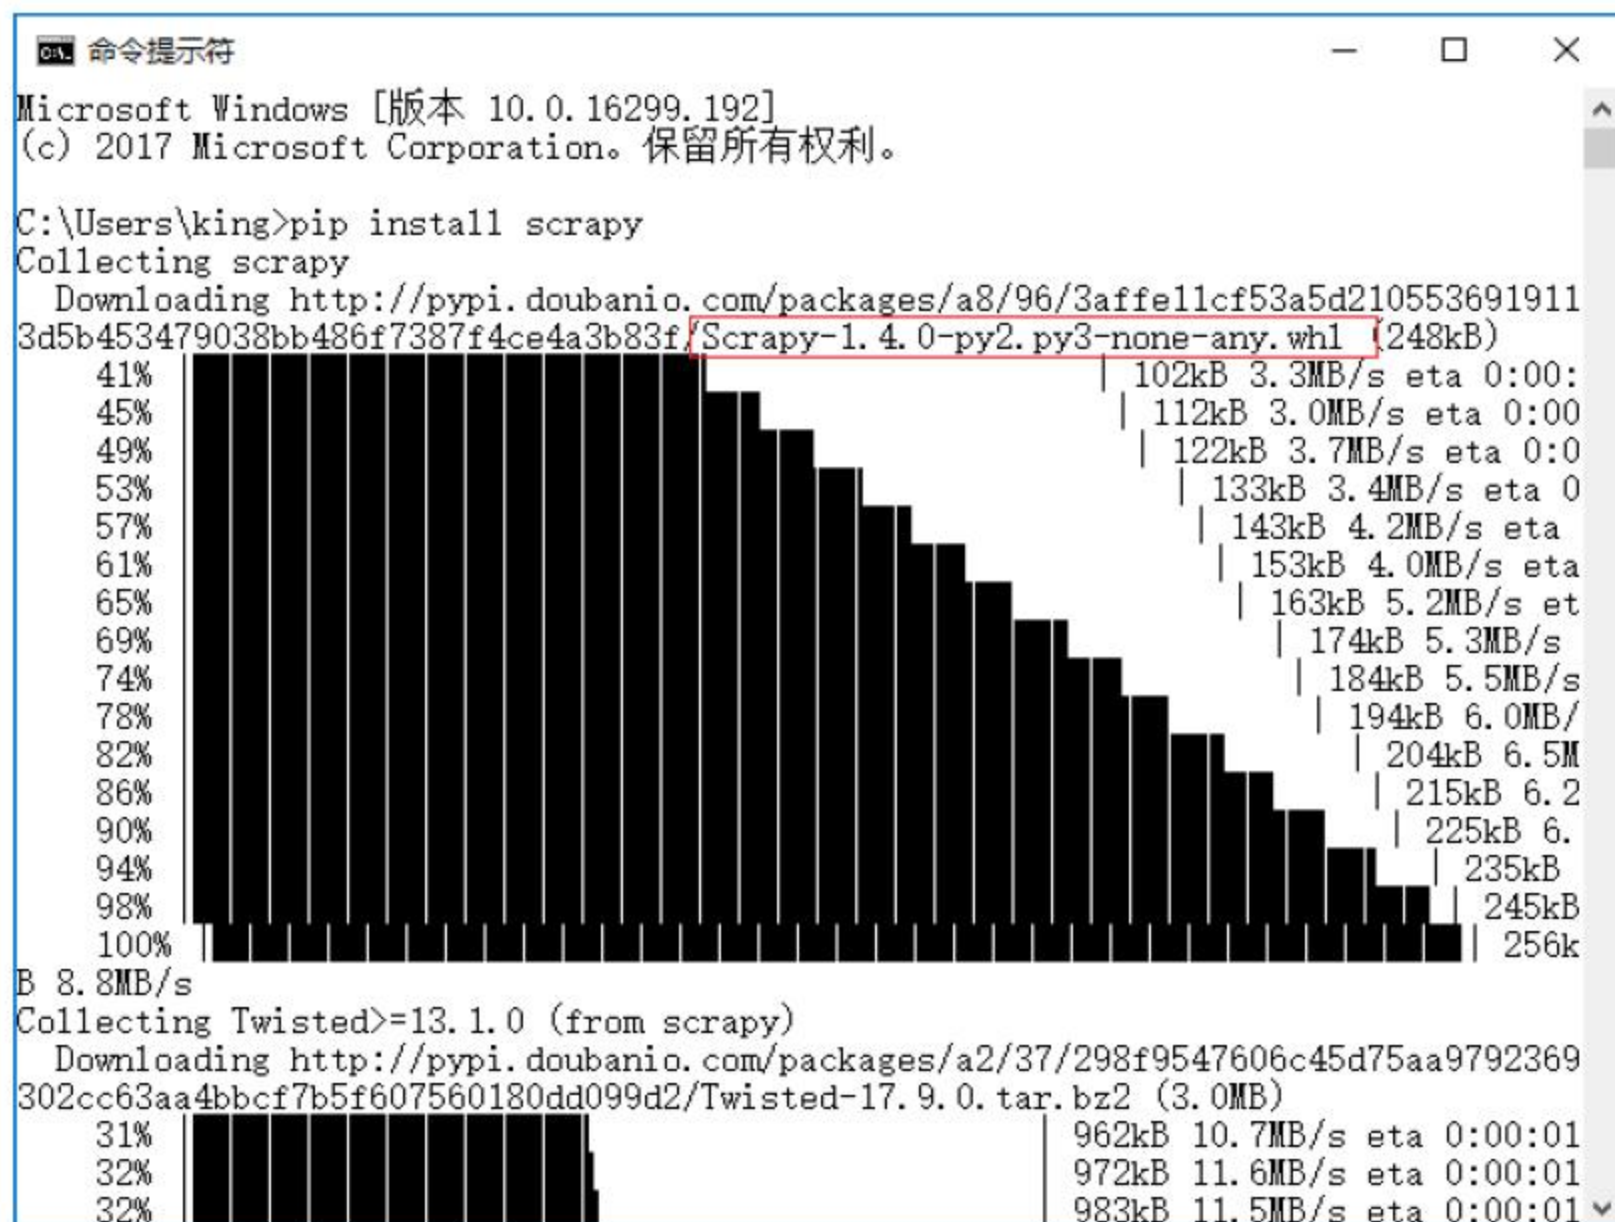 命令提示符
Microsoft Windows [版本 10.0.16299.192]
(c) 2017 Microsoft Corporation。保留所有权利。
C:\Users\king>pip install scrapy
Collecting scrapy
Downloading http://pypi.doubanio.com/packages/a8/96/3affe11cf53a5d210553691911
3d5b453479038bb486f7387f4ce4a3b83f/Scrapy-1.4.0-py2.py3-none-any.whl (248kB)
41% | | 102kB 3.3MB/s eta 0:00:
45% | | 112kB 3.0MB/s eta 0:00
49% | | 122kB 3.7MB/s eta 0:0
53% | | 133kB 3.4MB/s eta 0
57% | | 143kB 4.2MB/s eta
61% | | 153kB 4.0MB/s eta
65% | | 163kB 5.2MB/s et
69% | | 174kB 5.3MB/s
74% | | 184kB 5.5MB/s
78% | | 194kB 6.0MB/
82% | | 204kB 6.5M
86% | | 215kB 6.2
90% | | 225kB 6.
94% | | 235kB
98% | | 245kB
100% | | 256k
B 8.8MB/s
Collecting Twisted>=13.1.0 (from scrapy)
Downloading http://pypi.doubanio.com/packages/a2/37/298f9547606c45d75aa9792369
302cc63aa4bbcf7b5f607560180dd099d2/Twisted-17.9.0.tar.bz2 (3.0MB)
31% | | 962kB 10.7MB/s eta 0:00:01
32% | | 972kB 11.6MB/s eta 0:00:01
32% | | 983kB 11.5MB/s eta 0:00:01